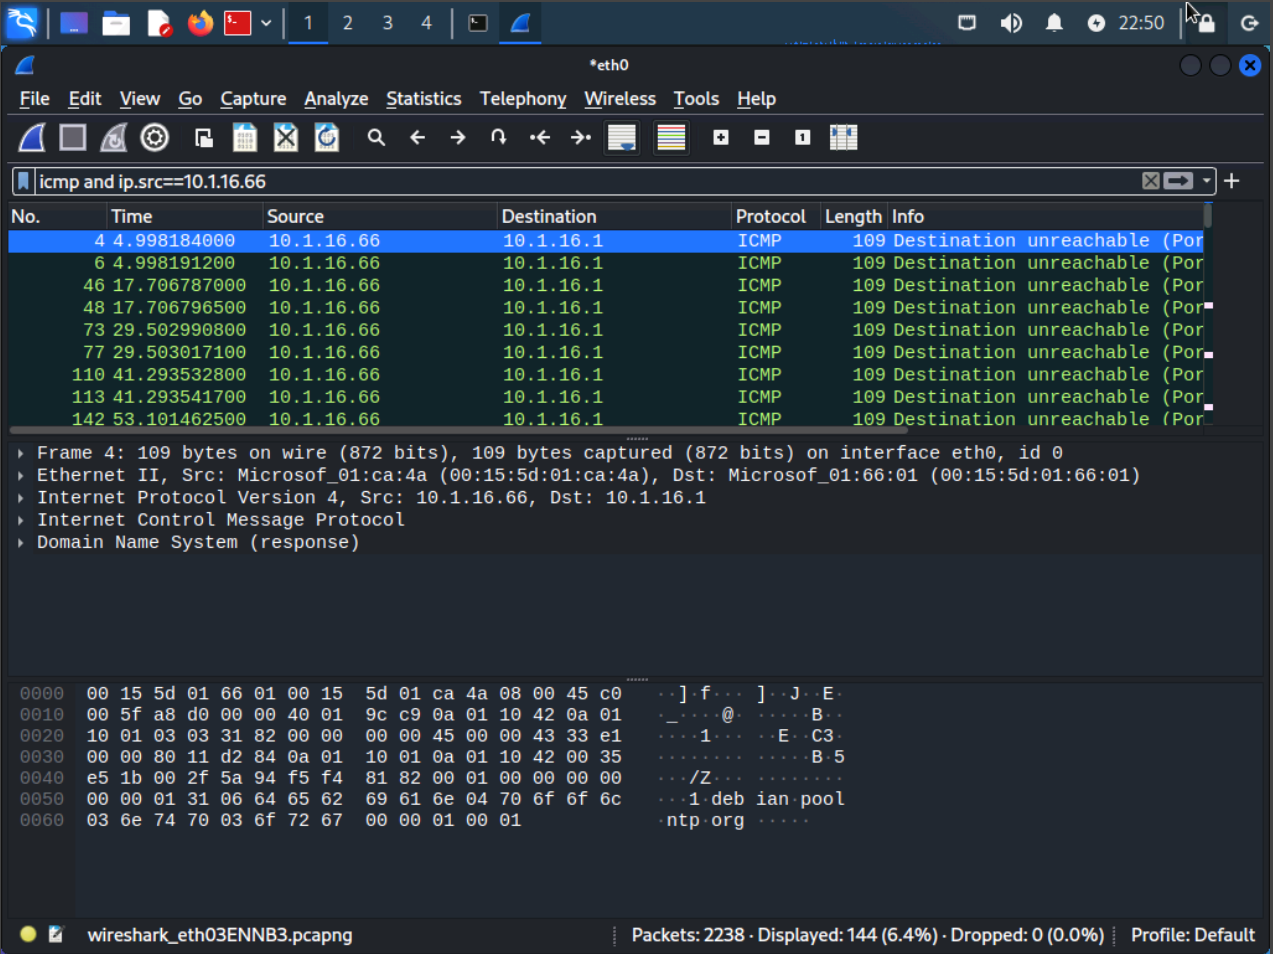 1 2 3 4 22:50
*eth0
File Edit View Go Capture Analyze Statistics Telephony Wireless Tools Help
icmp and ip.src==10.1.16.66
No. Time Source Destination Protocol Length Info
4 4.998184000 10.1.16.66 10.1.16.1 ICMP 109 Destination unreachable (Por
6 4.998191200 10.1.16.66 10.1.16.1 ICMP 109 Destination unreachable (Por
46 17.706787000 10.1.16.66 10.1.16.1 ICMP 109 Destination unreachable (Por
48 17.706796500 10.1.16.66 10.1.16.1 ICMP 109 Destination unreachable (Por
73 29.502990800 10.1.16.66 10.1.16.1 ICMP 109 Destination unreachable (Por
77 29.503017100 10.1.16.66 10.1.16.1 ICMP 109 Destination unreachable (Por
110 41.293532800 10.1.16.66 10.1.16.1 ICMP 109 Destination unreachable (Por
113 41.293541700 10.1.16.66 10.1.16.1 ICMP 109 Destination unreachable (Por
142 53.101462500 10.1.16.66 10.1.16.1 ICMP 109 Destination unreachable (Por
Frame 4: 109 bytes on wire (872 bits), 109 bytes captured (872 bits) on interface eth0, id 0
Ethernet II, Src: Microsof_01:ca:4a (00:15:5d:01:ca:4a), Dst: Microsof_01:66:01 (00:15:5d:01:66:01)
Internet Protocol Version 4, Src: 10.1.16.66, Dst: 10.1.16.1
Internet Control Message Protocol
Domain Name System (response)
0000 00 15 5d 01 66 01 00 15 5d 01 ca 4a 08 00 45 c0 ··]·f··· ]··J··E·
0010 00 5f a8 d0 00 00 40 01 9c c9 0a 01 10 42 0a 01 ·_····@· ·····B··
0020 10 01 03 03 31 82 00 00 00 00 45 00 00 43 33 e1 ····1··· ··E··C3·
0030 00 00 80 11 d2 84 0a 01 10 01 0a 01 10 42 00 35 ········ ·····B·5
0040 e5 1b 00 2f 5a 94 f5 f4 81 82 00 01 00 00 00 00 ···/Z··· ········
0050 00 00 01 31 06 64 65 62 69 61 6e 04 70 6f 6f 6c ···1·deb ian·pool
0060 03 6e 74 70 03 6f 72 67 00 00 01 00 01 ·ntp·org ·····
wireshark_eth03ENNB3.pcapng Packets: 2238 · Displayed: 144 (6.4%) · Dropped: 0 (0.0%) Profile: Default